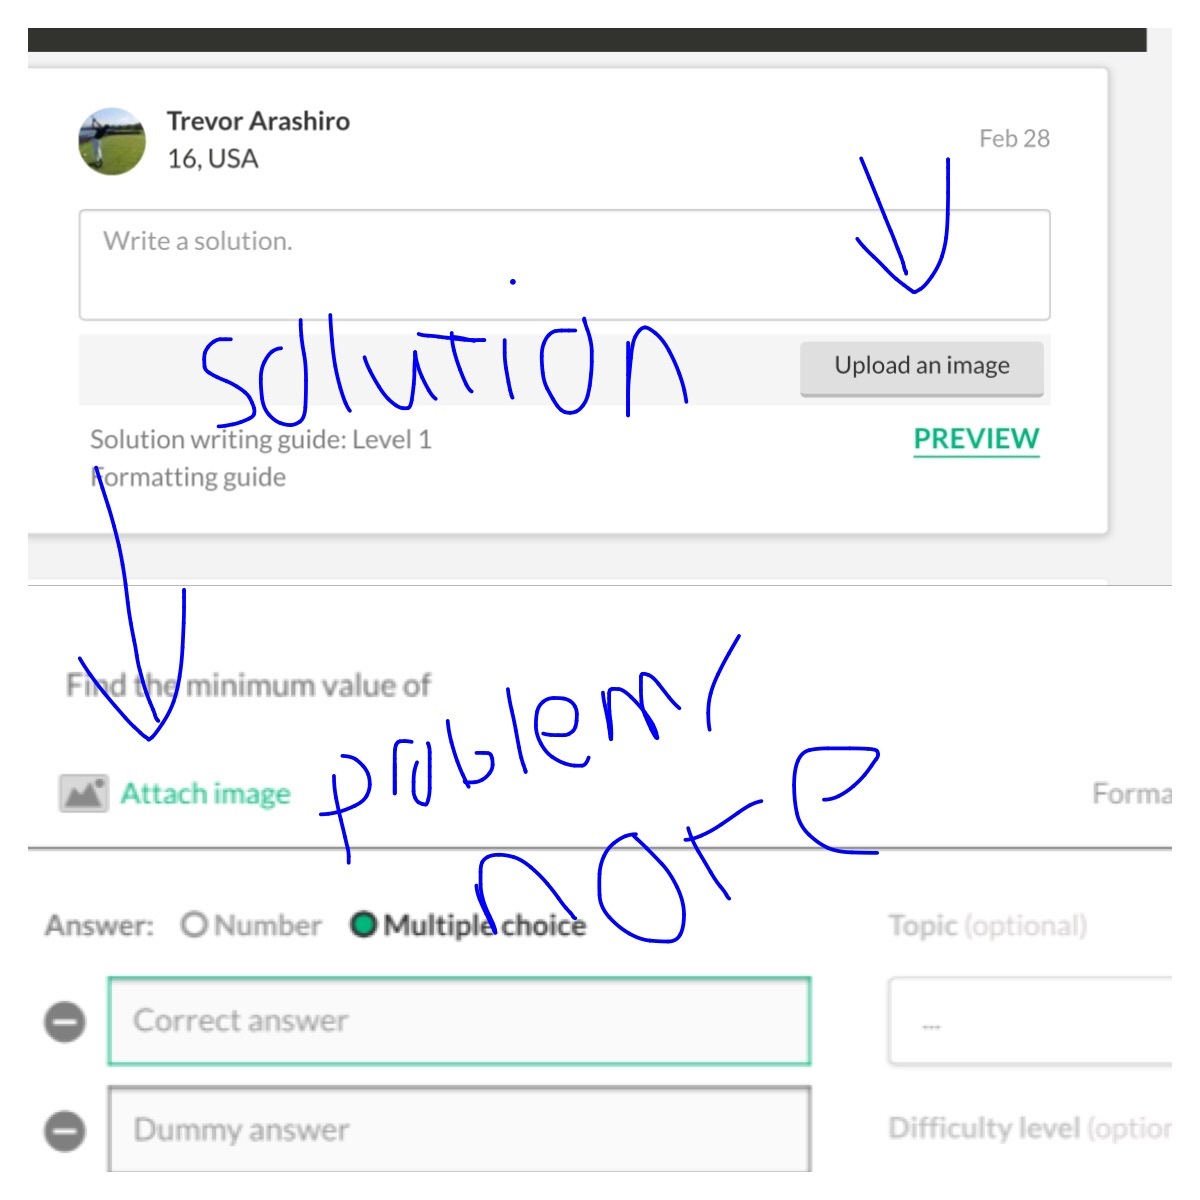 Trevor Arashiro
16, USA
Feb 28
Write a solution.
solution
Upload an image
Solution writing guide: Level 1
PREVIEW
Formatting guide
Find the minimum value of
problem,
note
Attach image
Forma
Answer: Number Multiple choice
Topic (optional)
Correct answer
...
Dummy answer
Difficulty level (option